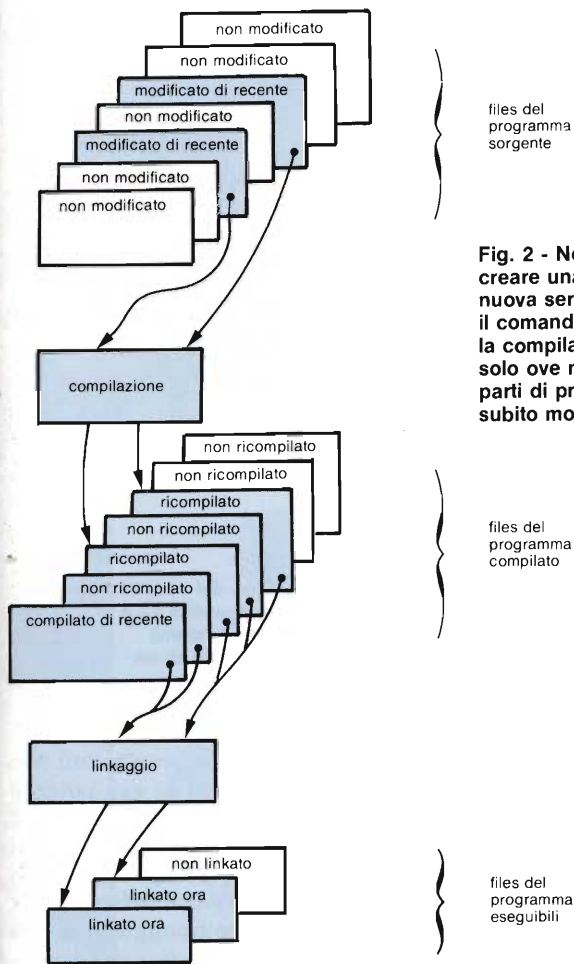 non modificato
non modificato
modificato di recente
non modificato
modificato di recente
non modificato
non modificato
files del
programma
sorgente
Fig. 2 - Ne
creare una
nuova ser
il comand
la compila
solo ove n
parti di pr
subito mo
compilazione
non ricompilato
non ricompilato
ricompilato
non ricompilato
ricompilato
non ricompilato
compilato di recente
files del
programma
compilato
linkaggio
non linkato
linkato ora
linkato ora
files del
programma
eseguibili